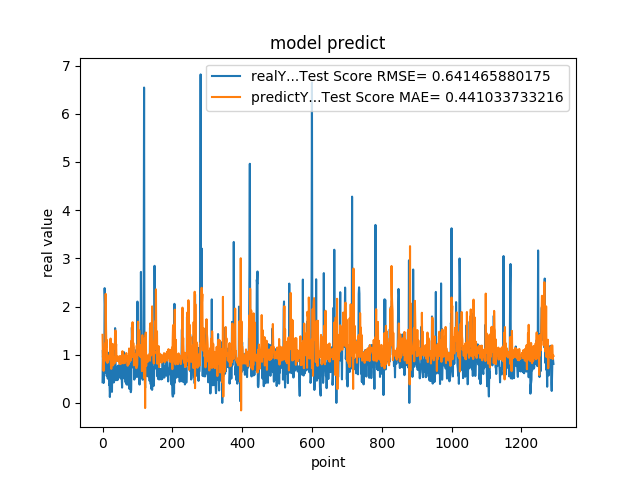 model predict
realY...Test Score RMSE= 0.641465880175
predictY...Test Score MAE= 0.441033733216
7
6
5
4
3
2
1
0
real value
0 200 400 600 800 1000 1200
point